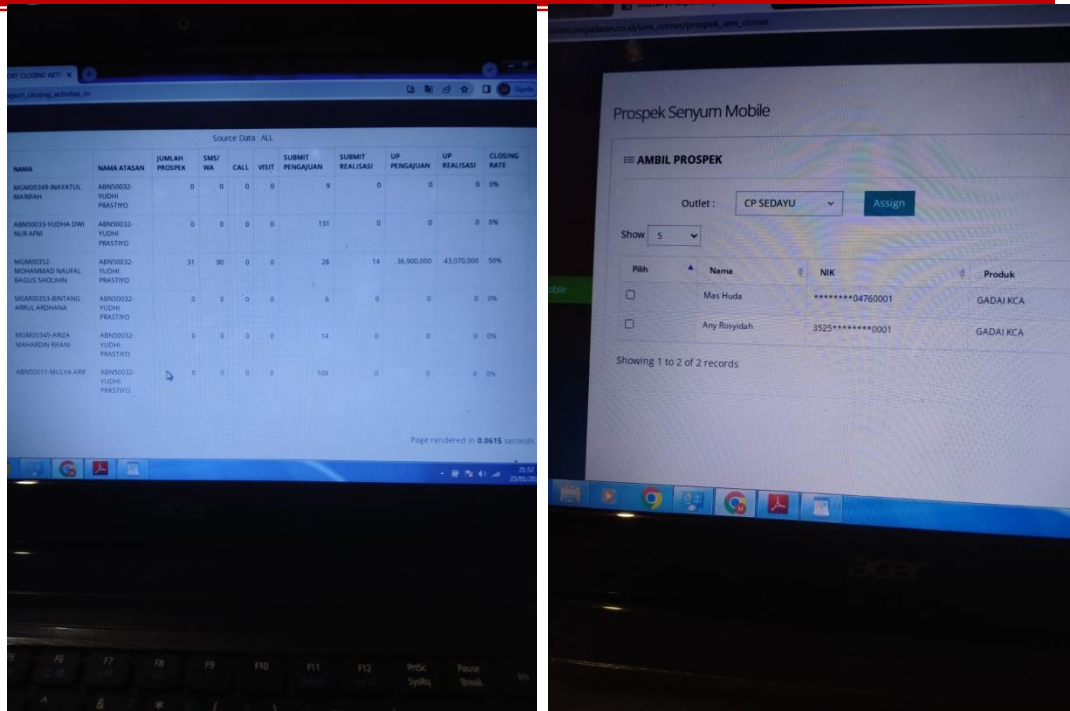 ORT CLOSING AKTI
Source Data : ALL
NAMA NAMA ATASAN JUMLAH PROSPEK SMS/ WA CALL VISIT SUBMIT PENGAJUAN SUBMIT REALISASI UP PENGAJUAN UP REALISASI CLOSING RATE
MGM00349-INAYATUL MA'RIFAH ABN50032-YUDHI PRASTIYO 0 0 0 0 9 0 0 0 0%
ABN50033-YUDHA DWI NUR AFNI ABN50032-YUDHI PRASTIYO 0 0 0 0 131 0 0 0 0%
MGM00352-MOHAMMAD NAUFAL BAGUS SHOLIHIN ABN50032-YUDHI PRASTIYO 31 90 0 0 28 14 36,900,000 43,070,000 50%
MGM00353-BINTANG ABN50032-YUDHI PRASTIYO 0 0 0 0 6 0 0 0 0%
MGM00345-ARIZA MAHARDIN RIFANI ABN50032-YUDHI PRASTIYO 0 0 0 0 14 0 0 0 0%
ABN50011-MULYA ARIF ABN50032-YUDHI PRASTIYO 0 0 0 0 109 0 0 0 0%
Page rendered in 0.0615 seconds.
F6 F7 F8 F9 F10 F11 F12 PrtSc SysRq Pause Break
prospek_umi_corner
Prospek Senyum Mobile
AMBIL PROSPEK
Outlet : CP SEDAYU Assign
Show 5
Pilih Nama NIK Produk
Mas Huda ********04760001 GADAI KCA
Any Rosyidah 3525********0001 GADAI KCA
Showing 1 to 2 of 2 records
acer